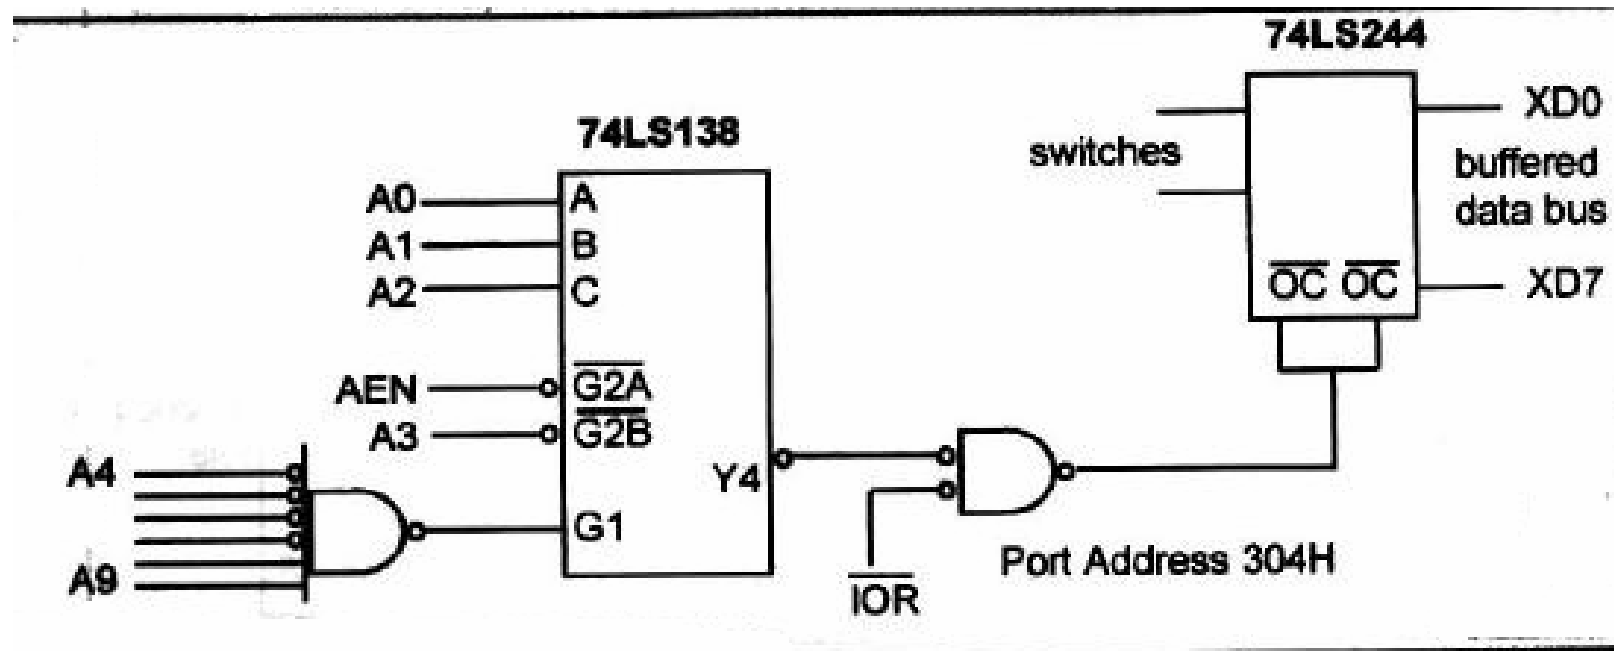 74LS244
XD0
switches
buffered
data bus
OC OC
XD7
74LS138
A0 A
A1 B
A2 C
AEN G2A
A3 G2B
A4
Y4
A9
G1
IOR
Port Address 304H